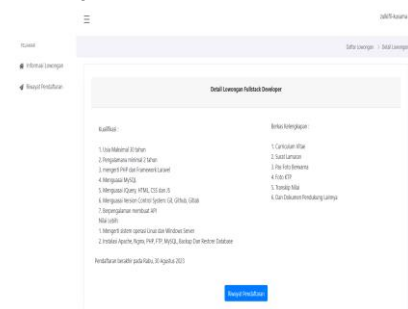 zulkifli-kusuma
Daftar Lowongan / Detail Lowongan
Informasi Lowongan
Riwayat Pendaftaran
Detail Lowongan Fullstack Developer
Kualifikasi :
1. Usia Maksimal 30 tahun
2. Pengalaman minimal 2 tahun
3. mengerti PHP dan Framework Laravel
4. Menguasai MySQL
5. Menguasai JQuery, HTML, CSS dan JS
6. Menguasai Version Control System: Git, Github, Gitlab
7. Berpengalaman membuat API
Nilai Lebih
1. Mengerti sistem operasi Linux dan Windows Server
2. Instalasi Apache, Nginx, PHP, FTP, MySQL, Backup Dan Restore Database
Berkas Kelengkapan :
1. Curriculum Vitae
2. Surat Lamaran
3. Pas Foto Berwarna
4. Foto KTP
5. Transkip Nilai
6. Dan Dokumen Pendukung Lainnya
Pendaftaran berakhir pada Rabu, 30 Agustus 2023
Riwayat Pendaftaran